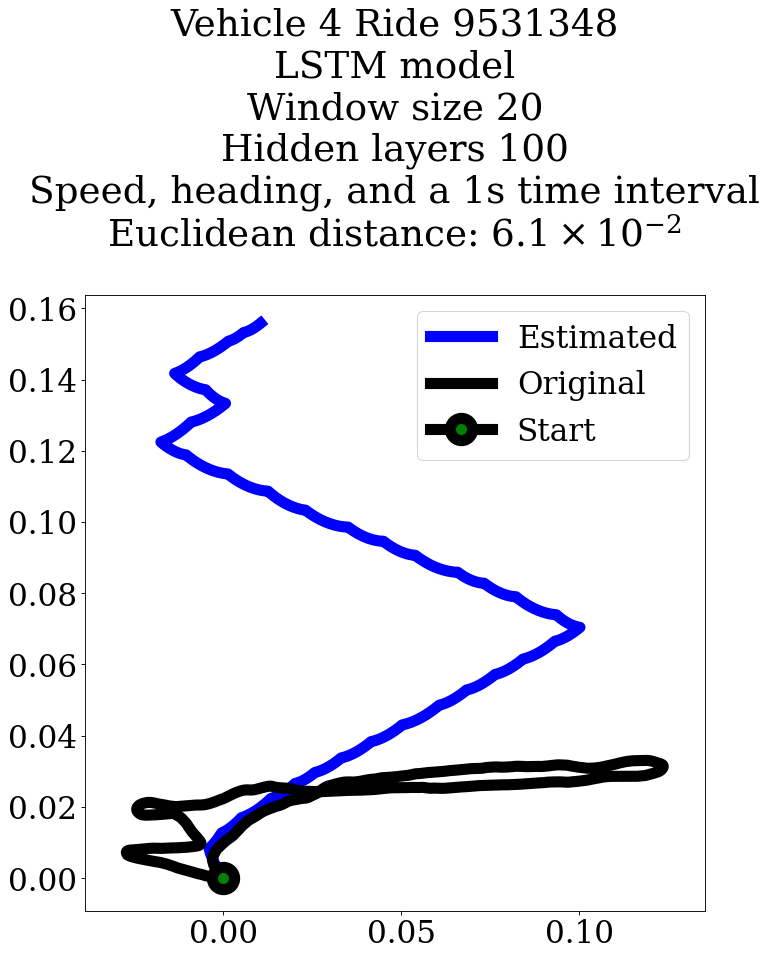 Vehicle 4 Ride 9531348
LSTM model
Window size 20
Hidden layers 100
Speed, heading, and a 1s time interval
Euclidean distance: 6.1 × 10⁻²
0.16
0.14
0.12
0.10
0.08
0.06
0.04
0.02
0.00
Estimated
Original
Start
0.00 0.05 0.10